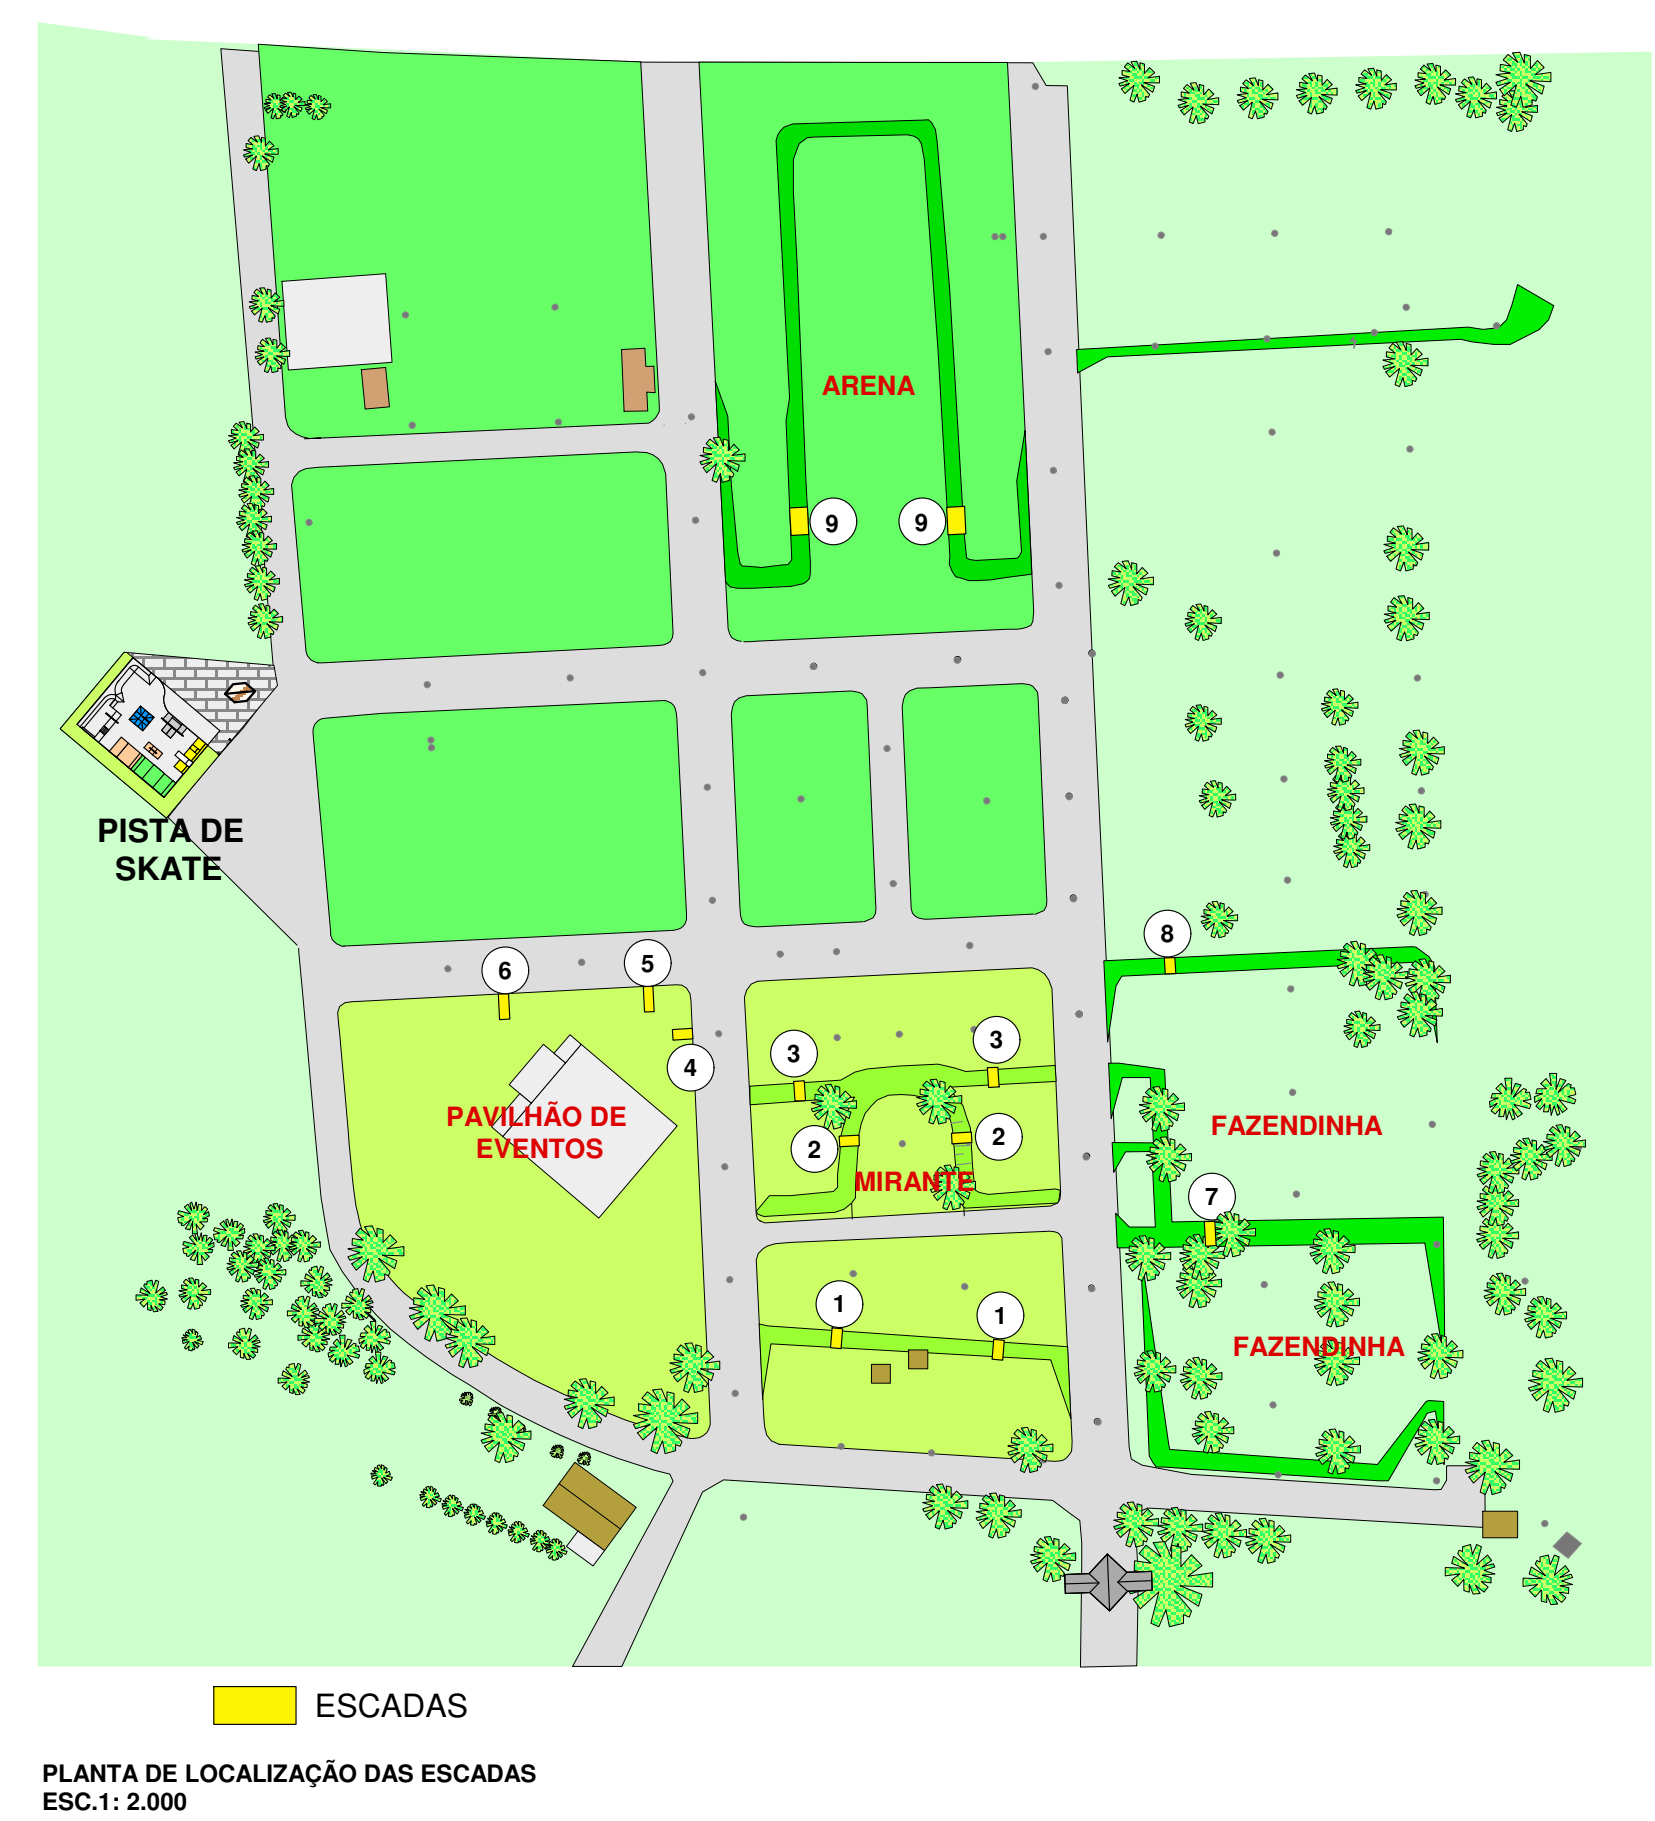 ARENA
9
9
PISTA DE
SKATE
8
6
5
3
3
4
PAVILHÃO DE
EVENTOS
FAZENDINHA
2
2
MIRANTE
7
1
1
FAZENDINHA
ESCADAS
PLANTA DE LOCALIZAÇÃO DAS ESCADAS
ESC.1: 2.000